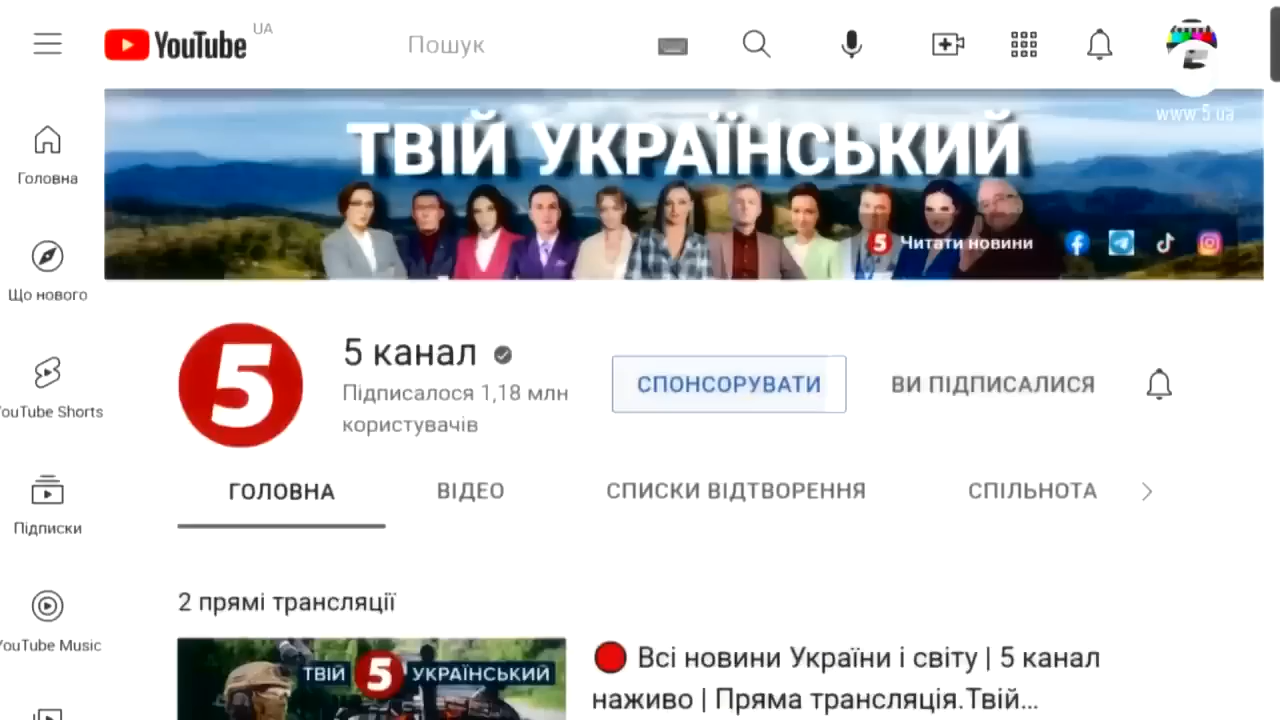 YouTube UA
Пошук
www.5.ua
ТВІЙ УКРАЇНСЬКИЙ
5 Читати новини
Головна
Що нового
YouTube Shorts
Підписки
YouTube Music
5
5 канал
Підписалося 1,18 млн
користувачів
СПОНСОРУВАТИ
ВИ ПІДПИСАЛИСЯ
ГОЛОВНА
ВІДЕО
СПИСКИ ВІДТВОРЕННЯ
СПІЛЬНОТА
2 прямі трансляції
ТВІЙ 5 УКРАЇНСЬКИЙ
Всі новини України і світу | 5 канал
наживо | Пряма трансляція.Твій...